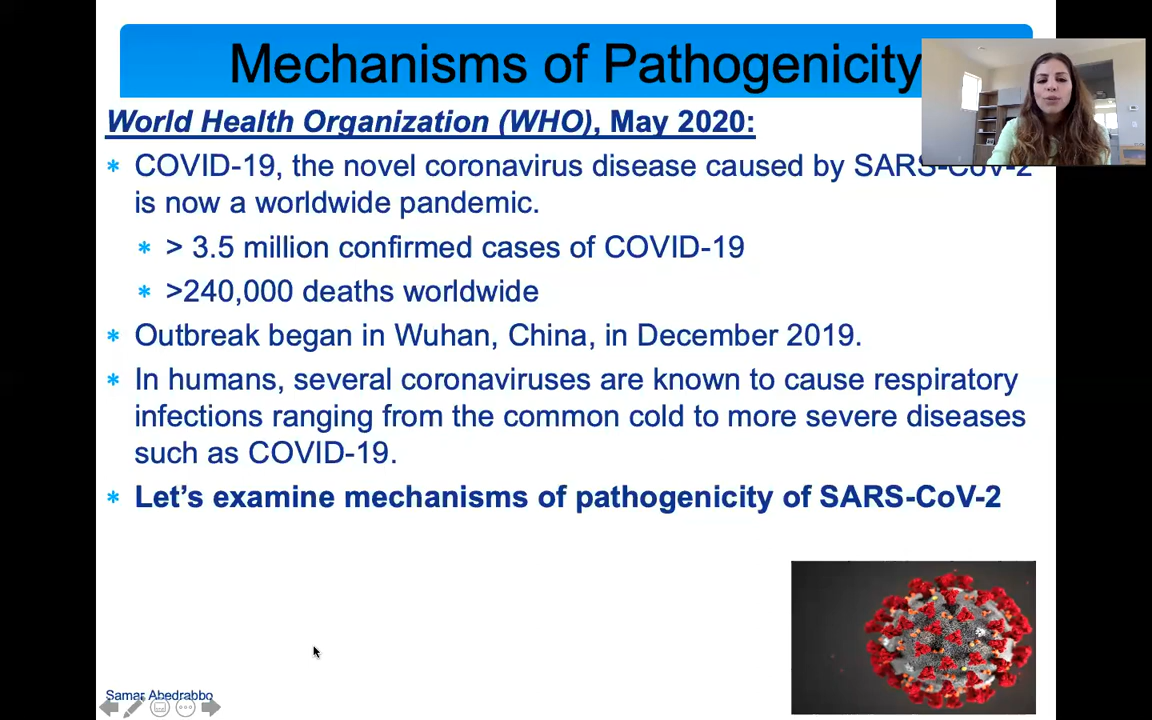 Mechanisms of Pathogenicity
World Health Organization (WHO), May 2020:
* COVID-19, the novel coronavirus disease caused by SARS-CoV-2
is now a worldwide pandemic.
* > 3.5 million confirmed cases of COVID-19
* >240,000 deaths worldwide
* Outbreak began in Wuhan, China, in December 2019.
* In humans, several coronaviruses are known to cause respiratory
infections ranging from the common cold to more severe diseases
such as COVID-19.
* Let’s examine mechanisms of pathogenicity of SARS-CoV-2
Samar Abedrabbo